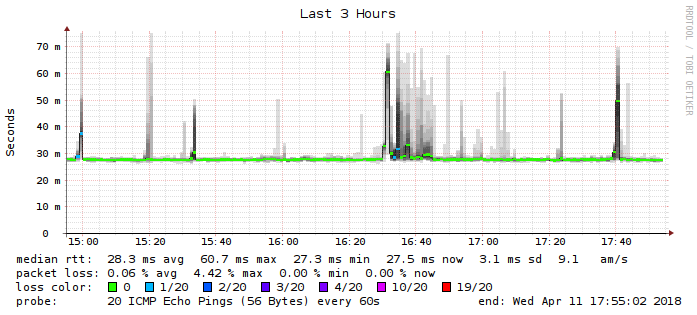 Last 3 Hours
RRDTOOL / TOBI OETIKER
Seconds
70 m
60 m
50 m
40 m
30 m
20 m
10 m
0
15:00 15:20 15:40 16:00 16:20 16:40 17:00 17:20 17:40
median rtt: 28.3 ms avg 60.7 ms max 27.3 ms min 27.5 ms now 3.1 ms sd 9.1 am/s
packet loss: 0.06 % avg 4.42 % max 0.00 % min 0.00 % now
loss color: 0 1/20 2/20 3/20 4/20 10/20 19/20
probe: 20 ICMP Echo Pings (56 Bytes) every 60s end: Wed Apr 11 17:55:02 2018